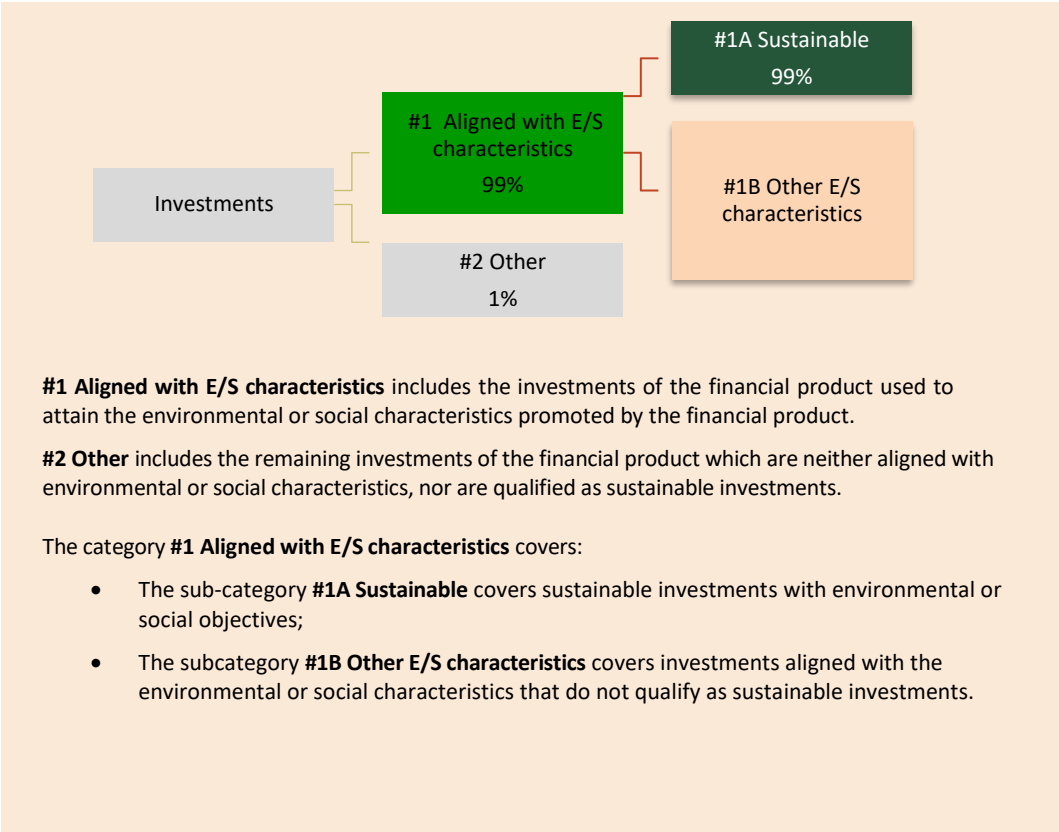 #1A Sustainable
99%
#1 Aligned with E/S
characteristics
99%
Investments
#1B Other E/S
characteristics
#2 Other
1%
#1 Aligned with E/S characteristics includes the investments of the financial product used to
attain the environmental or social characteristics promoted by the financial product.
#2 Other includes the remaining investments of the financial product which are neither aligned with
environmental or social characteristics, nor are qualified as sustainable investments.
The category #1 Aligned with E/S characteristics covers:
• The sub-category #1A Sustainable covers sustainable investments with environmental or
social objectives;
• The subcategory #1B Other E/S characteristics covers investments aligned with the
environmental or social characteristics that do not qualify as sustainable investments.